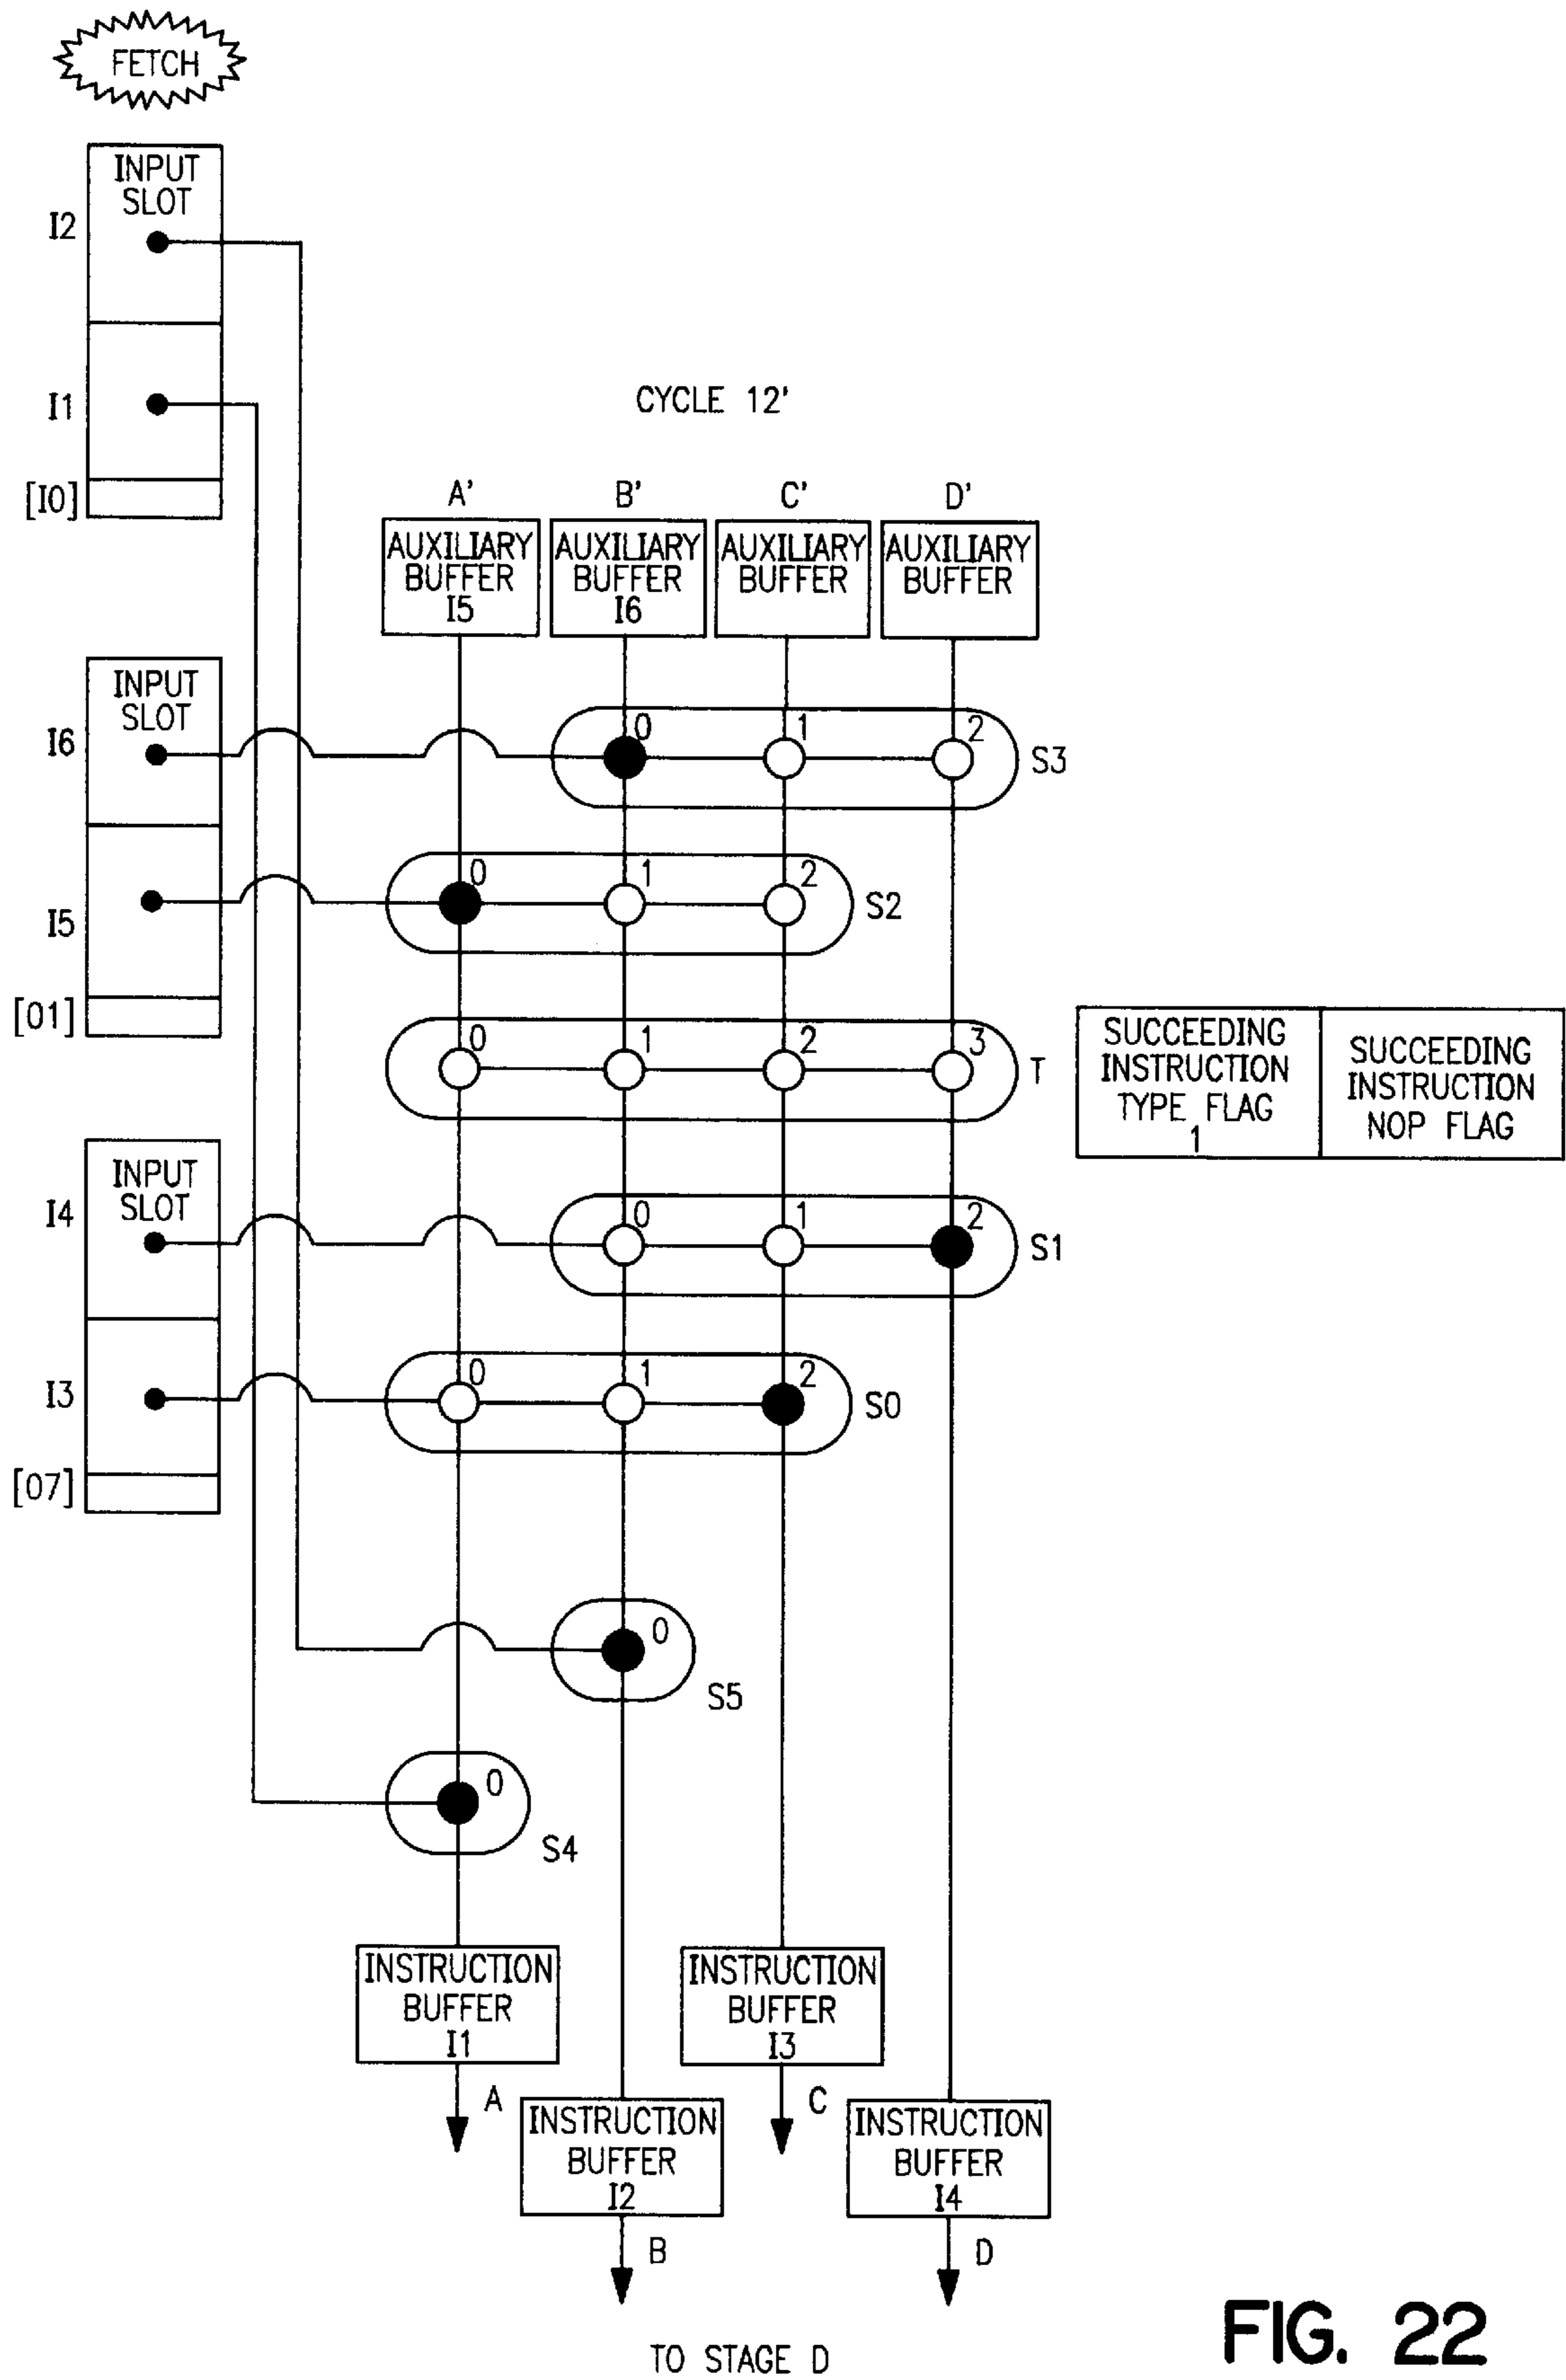 FETCH
INPUT
SLOT
I2
I1
[I0]
CYCLE 12'
A' B' C' D'
AUXILIARY
BUFFER
I5
AUXILIARY
BUFFER
I6
AUXILIARY
BUFFER
AUXILIARY
BUFFER
INPUT
SLOT
I6
0 1 2 S3
I5
0 1 2 S2
[01]
0 1 2 3 T
SUCCEEDING
INSTRUCTION
TYPE FLAG
1
SUCCEEDING
INSTRUCTION
NOP FLAG
INPUT
SLOT
I4
0 1 2 S1
I3
0 1 2 S0
[07]
0
S5
0
S4
INSTRUCTION
BUFFER
I1
A
INSTRUCTION
BUFFER
I3
C
INSTRUCTION
BUFFER
I2
B
INSTRUCTION
BUFFER
I4
D
TO STAGE D
FIG. 22